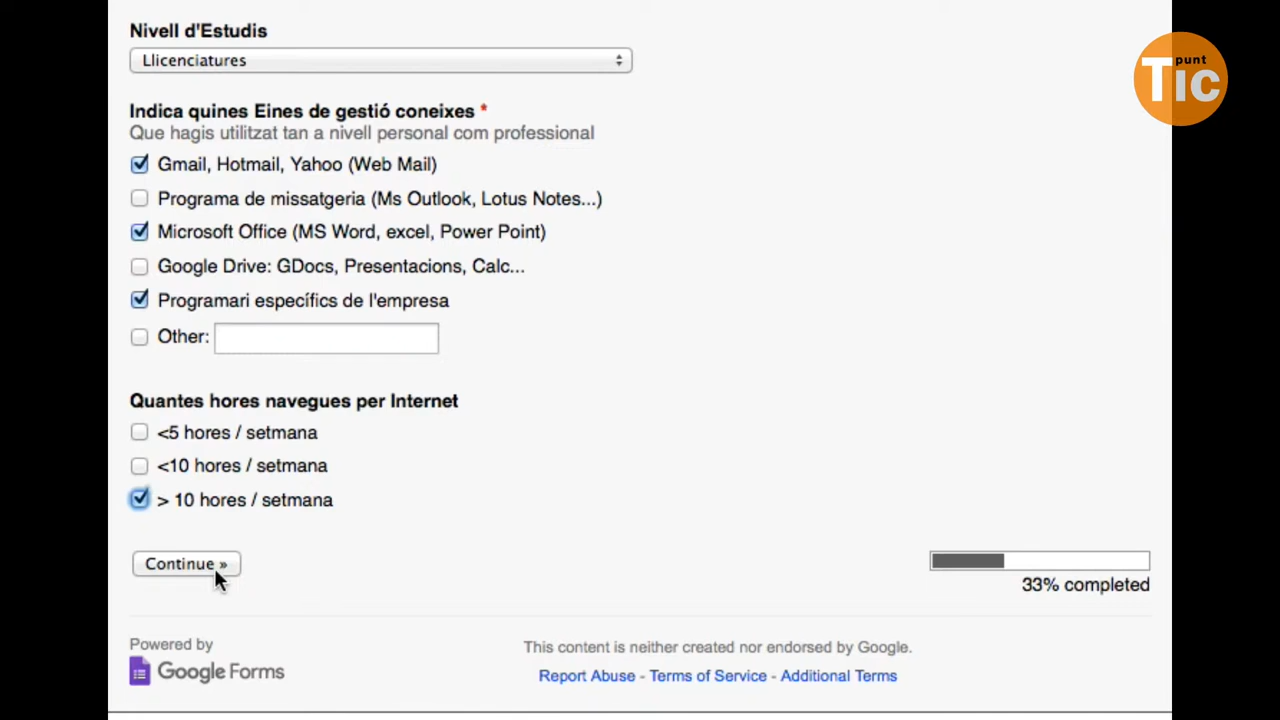 Nivell d'Estudis
Llicenciatures
punt
TIC
Indica quines Eines de gestió coneixes *
Que hagis utilitzat tan a nivell personal com professional
Gmail, Hotmail, Yahoo (Web Mail)
Programa de missatgeria (Ms Outlook, Lotus Notes...)
Microsoft Office (MS Word, excel, Power Point)
Google Drive: GDocs, Presentacions, Calc...
Programari específics de l'empresa
Other:
Quantes hores navegues per Internet
<5 hores / setmana
<10 hores / setmana
> 10 hores / setmana
Continue »
33% completed
Powered by
Google Forms
This content is neither created nor endorsed by Google.
Report Abuse - Terms of Service - Additional Terms